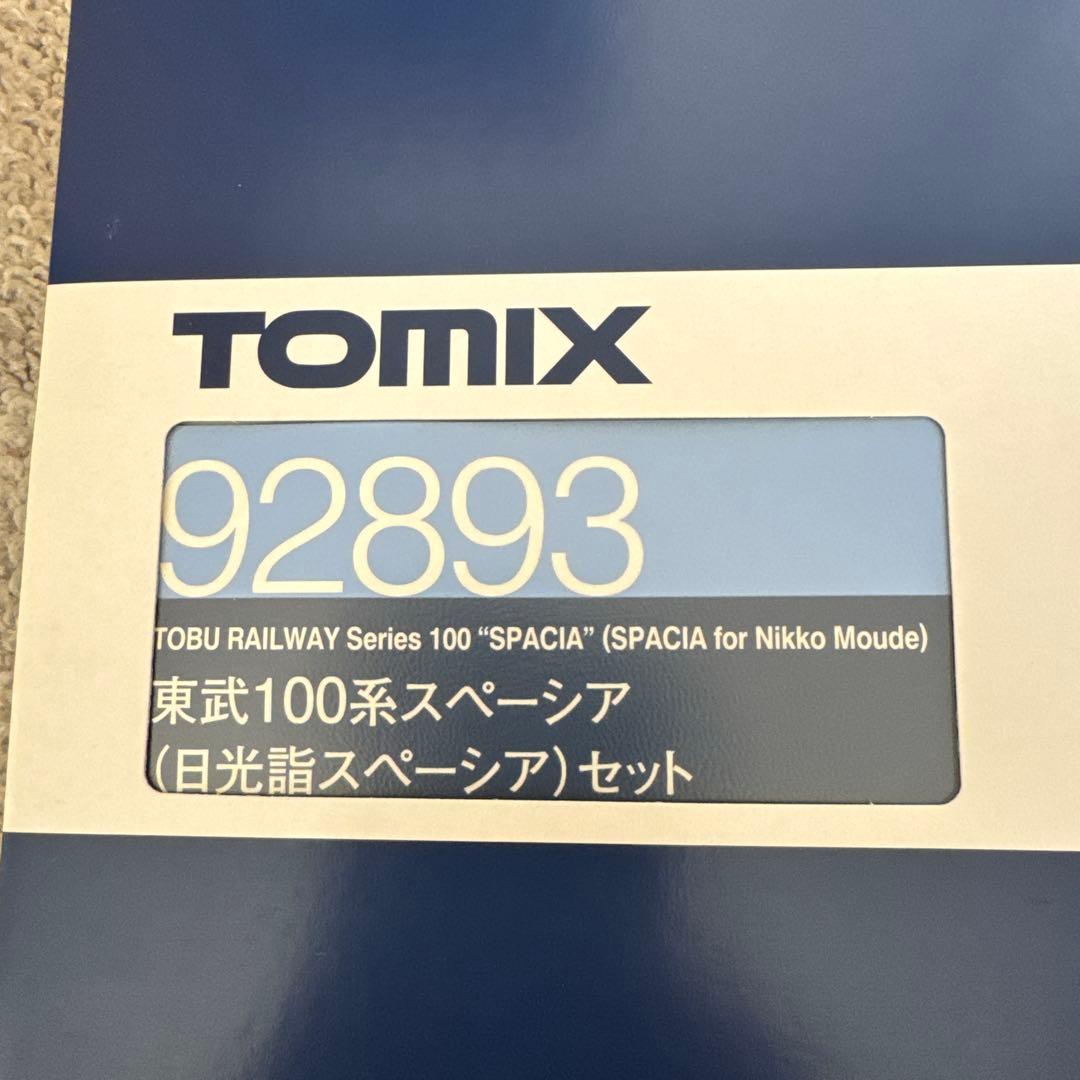 TOMIX
92893
TOBU RAILWAY Series 100 “SPACIA” (SPACIA for Nikko Moude)
東武100系スペーシア
(日光詣スペーシア)セット